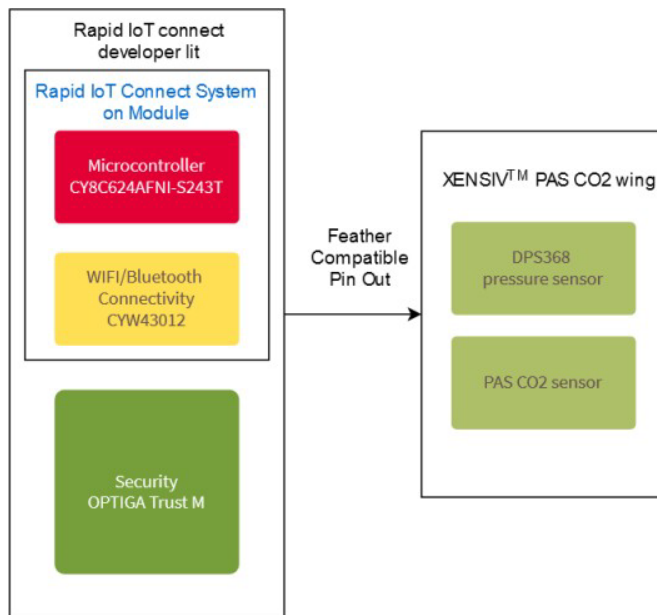 Rapid IoT connect
developer lit
Rapid IoT Connect System
on Module
Microcontroller
CY8C624AFNI-S243T
WIFI/Bluetooth
Connectivity
CYW43012
Security
OPTIGA Trust M
Feather
Compatible
Pin Out
XENSIV™ PAS CO2 wing
DPS368
pressure sensor
PAS CO2 sensor